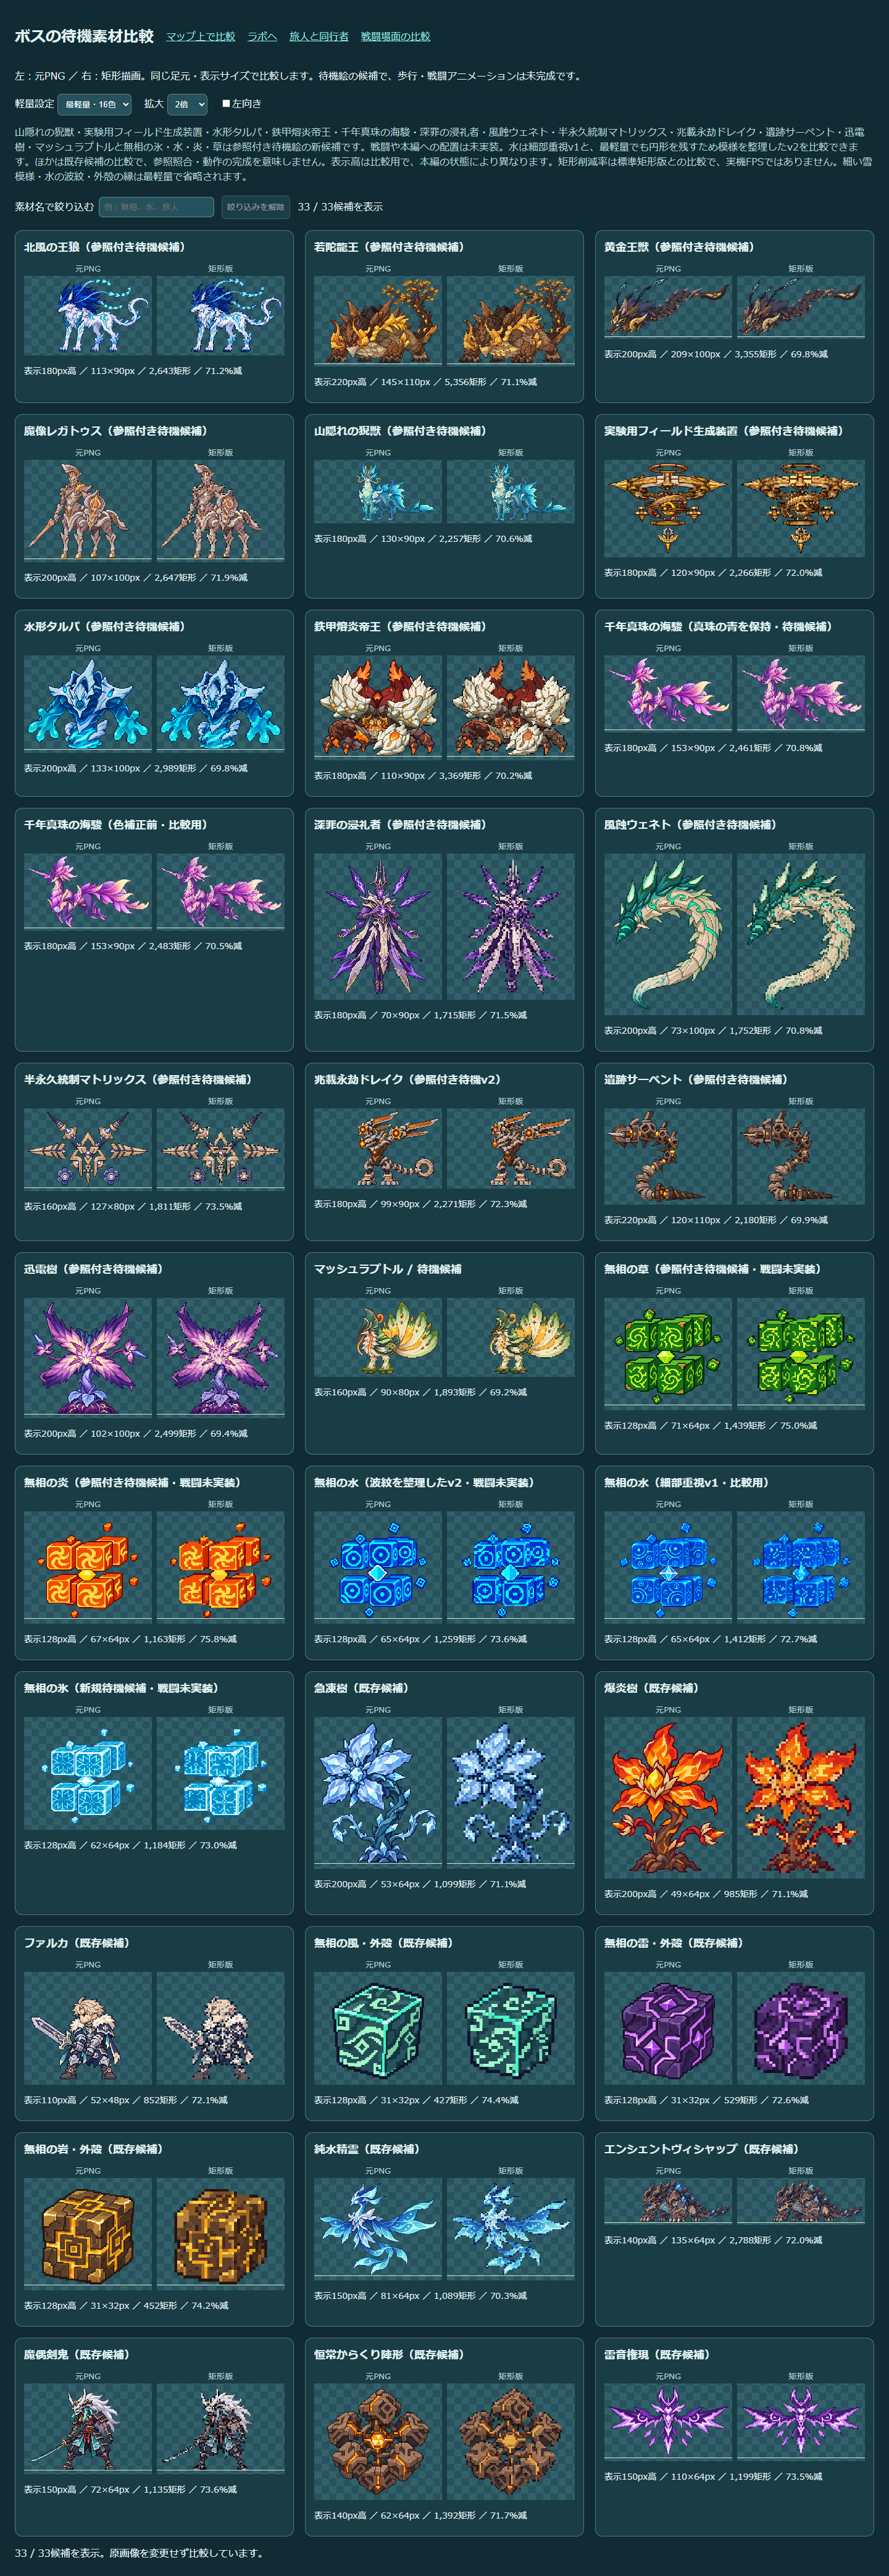 ボスの待機素材比較 マップ上で比較 ラボへ 旅人と同行者 戦闘場面の比較
左：元PNG ／ 右：矩形描画。同じ足元・表示サイズで比較します。待機絵の候補で、歩行・戦闘アニメーションは未完成です。
軽量設定 最軽量・16色 拡大 2倍 左向き
山隠れの猊獣・実験用フィールド生成装置・水形タルパ・鉄甲熔炎帝王・千年真珠の海駿・深罪の浸礼者・風蝕ウェネト・半永久統制マトリックス・兆載永劫ドレイク・遺跡サーペント・迅電
樹・マッシュラプトルと無相の氷・水・炎・草は参照付き待機絵の新候補です。戦闘や本編への配置は未実装。水は細部重視v1と、最軽量でも円形を残すため模様を整理したv2を比較できま
す。ほかは既存候補の比較で、参照照合・動作の完成を意味しません。表示高は比較用で、本編の状態により異なります。矩形削減率は標準矩形版との比較で、実機FPSではありません。細い雪
模様・水の波紋・外殻の縁は最軽量で省略されます。
素材名で絞り込む 例：無相、水、旅人 絞り込みを解除 33 / 33候補を表示
北風の王狼（参照付き待機候補）
元PNG 矩形版
表示180px高 ／ 113×90px ／ 2,643矩形 ／ 71.2%減
若陀龍王（参照付き待機候補）
元PNG 矩形版
表示220px高 ／ 145×110px ／ 5,356矩形 ／ 71.1%減
黄金王獣（参照付き待機候補）
元PNG 矩形版
表示200px高 ／ 209×100px ／ 3,355矩形 ／ 69.8%減
魔像レガトゥス（参照付き待機候補）
元PNG 矩形版
表示200px高 ／ 107×100px ／ 2,647矩形 ／ 71.9%減
山隠れの猊獣（参照付き待機候補）
元PNG 矩形版
表示180px高 ／ 130×90px ／ 2,257矩形 ／ 70.6%減
実験用フィールド生成装置（参照付き待機候補）
元PNG 矩形版
表示180px高 ／ 120×90px ／ 2,266矩形 ／ 72.0%減
水形タルパ（参照付き待機候補）
元PNG 矩形版
表示200px高 ／ 133×100px ／ 2,989矩形 ／ 69.8%減
鉄甲熔炎帝王（参照付き待機候補）
元PNG 矩形版
表示180px高 ／ 110×90px ／ 3,369矩形 ／ 70.2%減
千年真珠の海駿（真珠の青を保持・待機候補）
元PNG 矩形版
表示180px高 ／ 153×90px ／ 2,461矩形 ／ 70.8%減
千年真珠の海駿（色補正前・比較用）
元PNG 矩形版
表示180px高 ／ 153×90px ／ 2,483矩形 ／ 70.5%減
深罪の浸礼者（参照付き待機候補）
元PNG 矩形版
表示180px高 ／ 70×90px ／ 1,715矩形 ／ 71.5%減
風蝕ウェネト（参照付き待機候補）
元PNG 矩形版
表示200px高 ／ 73×100px ／ 1,752矩形 ／ 70.8%減
半永久統制マトリックス（参照付き待機候補）
元PNG 矩形版
表示160px高 ／ 127×80px ／ 1,811矩形 ／ 73.5%減
兆載永劫ドレイク（参照付き待機v2）
元PNG 矩形版
表示180px高 ／ 99×90px ／ 2,271矩形 ／ 72.3%減
遺跡サーペント（参照付き待機候補）
元PNG 矩形版
表示220px高 ／ 120×110px ／ 2,180矩形 ／ 69.9%減
迅電樹（参照付き待機候補）
元PNG 矩形版
表示200px高 ／ 102×100px ／ 2,499矩形 ／ 69.4%減
マッシュラプトル / 待機候補
元PNG 矩形版
表示160px高 ／ 90×80px ／ 1,893矩形 ／ 69.2%減
無相の草（参照付き待機候補・戦闘未実装）
元PNG 矩形版
表示128px高 ／ 71×64px ／ 1,439矩形 ／ 75.0%減
無相の炎（参照付き待機候補・戦闘未実装）
元PNG 矩形版
表示128px高 ／ 67×64px ／ 1,163矩形 ／ 75.8%減
無相の水（波紋を整理したv2・戦闘未実装）
元PNG 矩形版
表示128px高 ／ 65×64px ／ 1,259矩形 ／ 73.6%減
無相の水（細部重視v1・比較用）
元PNG 矩形版
表示128px高 ／ 65×64px ／ 1,412矩形 ／ 72.7%減
無相の氷（新規待機候補・戦闘未実装）
元PNG 矩形版
表示128px高 ／ 62×64px ／ 1,184矩形 ／ 73.0%減
急凍樹（既存候補）
元PNG 矩形版
表示200px高 ／ 53×64px ／ 1,099矩形 ／ 71.1%減
爆炎樹（既存候補）
元PNG 矩形版
表示200px高 ／ 49×64px ／ 985矩形 ／ 71.1%減
ファルカ（既存候補）
元PNG 矩形版
表示110px高 ／ 52×48px ／ 852矩形 ／ 72.1%減
無相の風・外殻（既存候補）
元PNG 矩形版
表示128px高 ／ 31×32px ／ 427矩形 ／ 74.4%減
無相の雷・外殻（既存候補）
元PNG 矩形版
表示128px高 ／ 31×32px ／ 529矩形 ／ 72.6%減
無相の岩・外殻（既存候補）
元PNG 矩形版
表示128px高 ／ 31×32px ／ 452矩形 ／ 74.2%減
純水精霊（既存候補）
元PNG 矩形版
表示150px高 ／ 81×64px ／ 1,089矩形 ／ 70.3%減
エンシェントヴィシャップ（既存候補）
元PNG 矩形版
表示140px高 ／ 135×64px ／ 2,788矩形 ／ 72.0%減
魔偶剣鬼（既存候補）
元PNG 矩形版
表示150px高 ／ 72×64px ／ 1,135矩形 ／ 73.6%減
恒常からくり陣形（既存候補）
元PNG 矩形版
表示140px高 ／ 62×64px ／ 1,392矩形 ／ 71.7%減
雷音権現（既存候補）
元PNG 矩形版
表示150px高 ／ 110×64px ／ 1,199矩形 ／ 73.5%減
33 / 33候補を表示。原画像を変更せず比較しています。